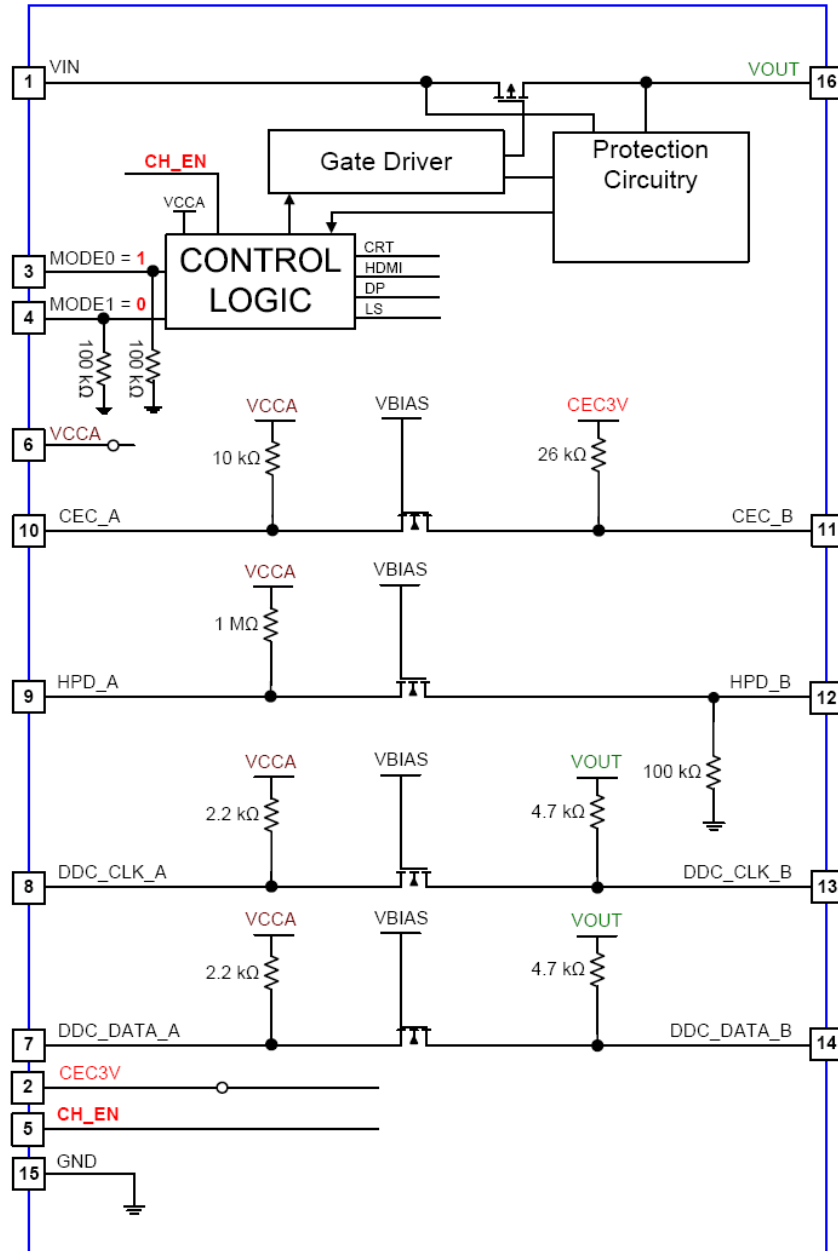 1 VIN VOUT 16
Gate Driver
Protection
Circuitry
CH_EN
VCCA
3 MODE0 = 1
4 MODE1 = 0
CONTROL
LOGIC
CRT
HDMI
DP
LS
100 kΩ
100 kΩ
6 VCCA
VCCA VBIAS CEC3V
10 kΩ 26 kΩ
10 CEC_A CEC_B 11
VCCA VBIAS
1 MΩ
9 HPD_A HPD_B 12
100 kΩ
VCCA VBIAS VOUT
2.2 kΩ 4.7 kΩ
8 DDC_CLK_A DDC_CLK_B 13
VCCA VBIAS VOUT
2.2 kΩ 4.7 kΩ
7 DDC_DATA_A DDC_DATA_B 14
2 CEC3V
5 CH_EN
15 GND